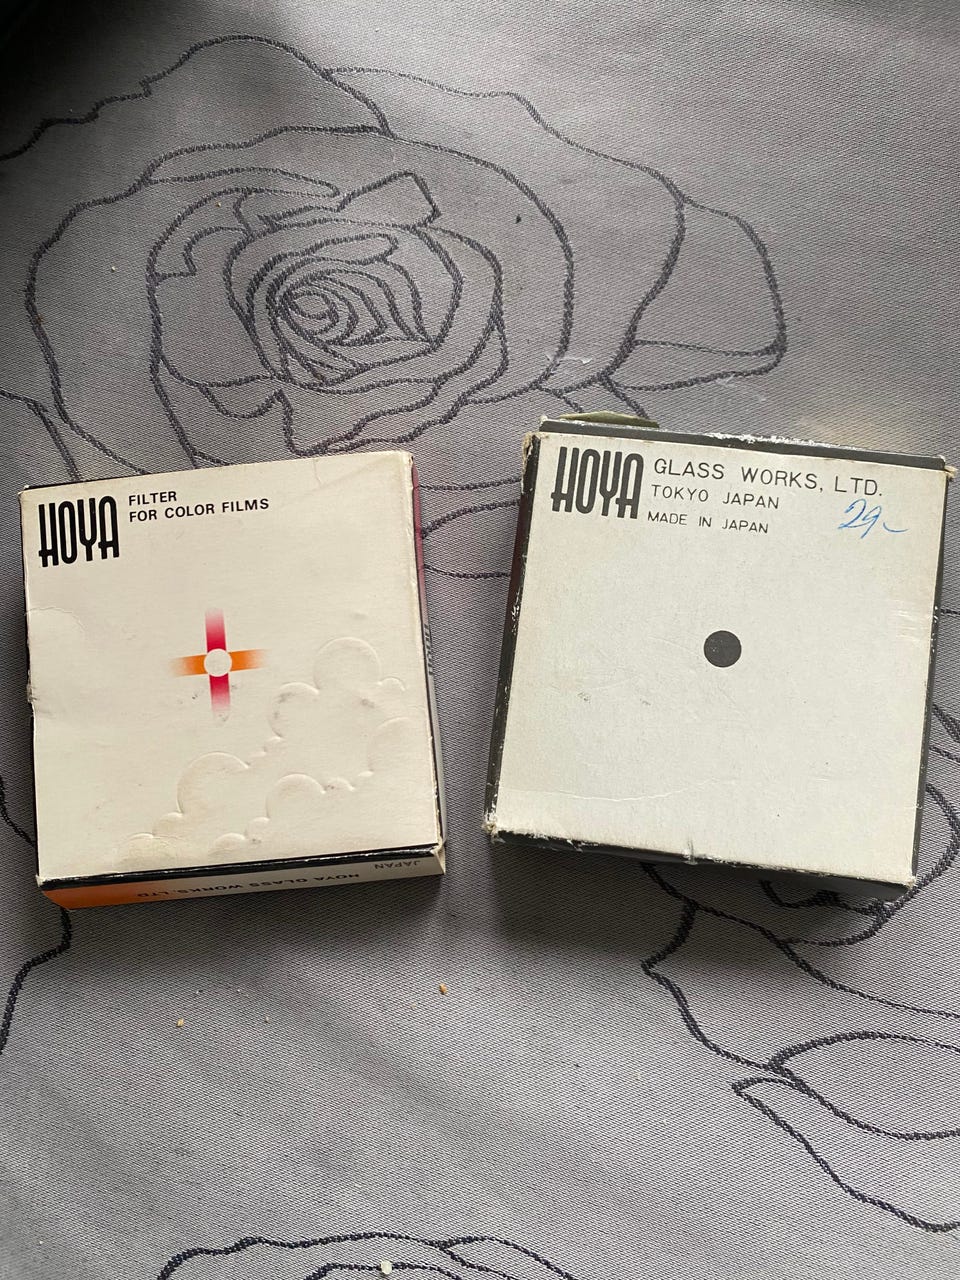 HOYA
FILTER
FOR COLOR FILMS
HOYA GLASS WORKS, LTD.
JAPAN
HOYA
GLASS WORKS, LTD.
TOKYO JAPAN
MADE IN JAPAN
29,-